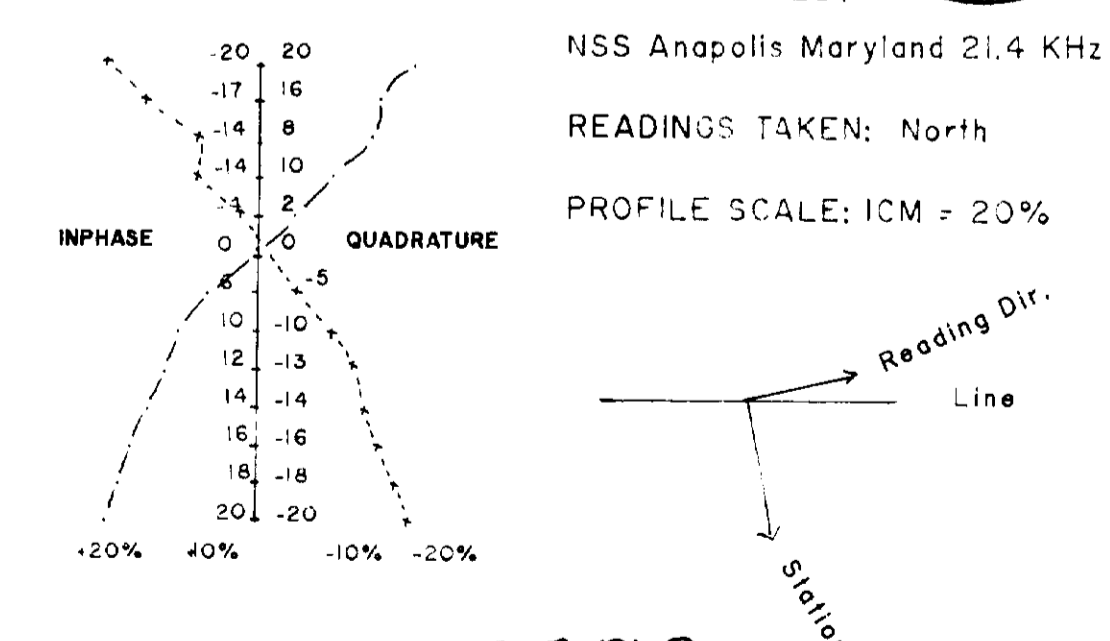 NSS Anapolis Maryland 21.4 KHz
READINGS TAKEN: North
PROFILE SCALE: 1CM = 20%
-20 20
-17 16
-14 8
-14 10
2
INPHASE 0 0 QUADRATURE
-5
10 -10
12 -13
14 -14
16 -16
18 -18
20 -20
+20% +10% -10% -20%
Reading Dir.
Line